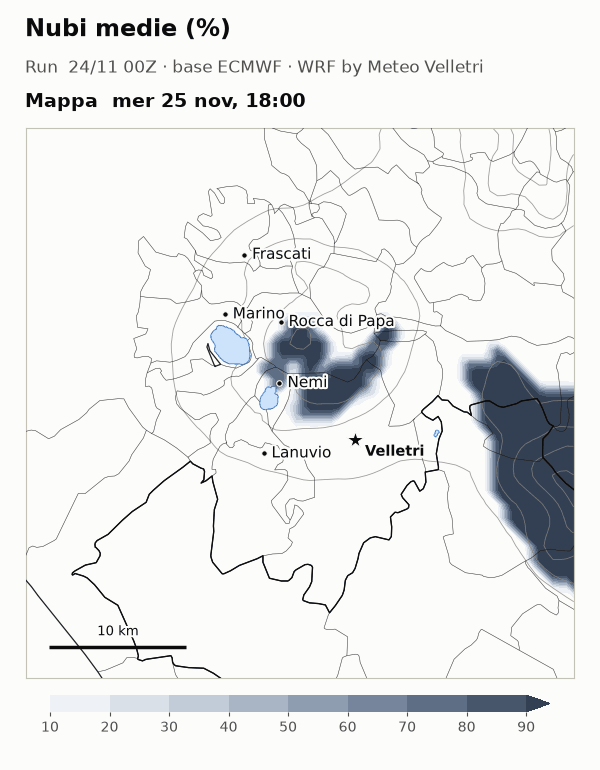 Nubi medie (%)
Run  24/11 00Z · base ECMWF · WRF by Meteo Velletri
Mappa  mer 25 nov, 18:00
Frascati
Marino
Rocca di Papa
Nemi
Velletri
Lanuvio
10 km
10 20 30 40 50 60 70 80 90